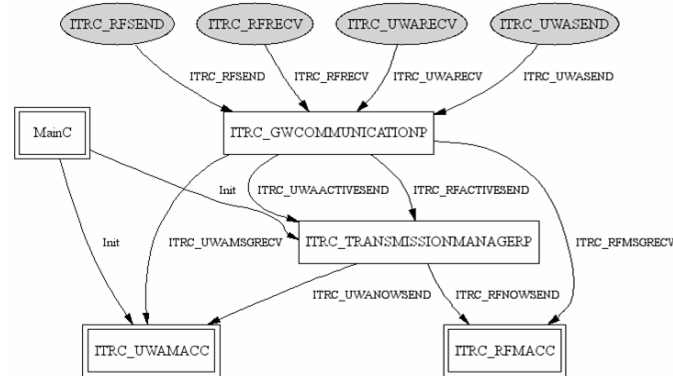 ITRC_RFSEND
ITRC_RFRECV
ITRC_UWARECV
ITRC_UWASEND
ITRC_RFSEND
ITRC_RFRECV
ITRC_UWARECV
ITRC_UWASEND
MainC
ITRC_GWCOMMUNICATIONP
Init
ITRC_UWAACTIVESEND
ITRC_RFACTIVESEND
Init
ITRC_UWAMSGRECV
ITRC_TRANSMISSIONMANAGERP
ITRC_RFMSGRECV
ITRC_UWANOWSEND
ITRC_RFNOWSEND
ITRC_UWAMACC
ITRC_RFMACC